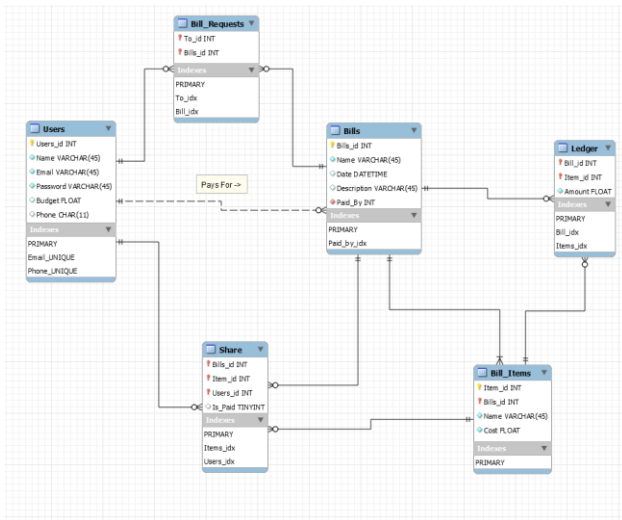 Bill_Requests
To_id INT
Bills_id INT
Indexes
PRIMARY
To_idx
Bill_idx
Users
Users_id INT
Name VARCHAR(45)
Email VARCHAR(45)
Password VARCHAR(45)
Budget FLOAT
Phone CHAR(11)
Indexes
PRIMARY
Email_UNIQUE
Phone_UNIQUE
Pays For ->
Bills
Bills_id INT
Name VARCHAR(45)
Date DATETIME
Description VARCHAR(45)
Paid_By INT
Indexes
PRIMARY
Paid_by_idx
Ledger
Bill_id INT
Item_id INT
Amount FLOAT
Indexes
PRIMARY
Bill_idx
Items_idx
Share
Bills_id INT
Item_id INT
Users_id INT
Is_Paid TINYINT
Indexes
PRIMARY
Items_idx
Users_idx
Bill_Items
Item_id INT
Bills_id INT
Name VARCHAR(45)
Cost FLOAT
Indexes
PRIMARY